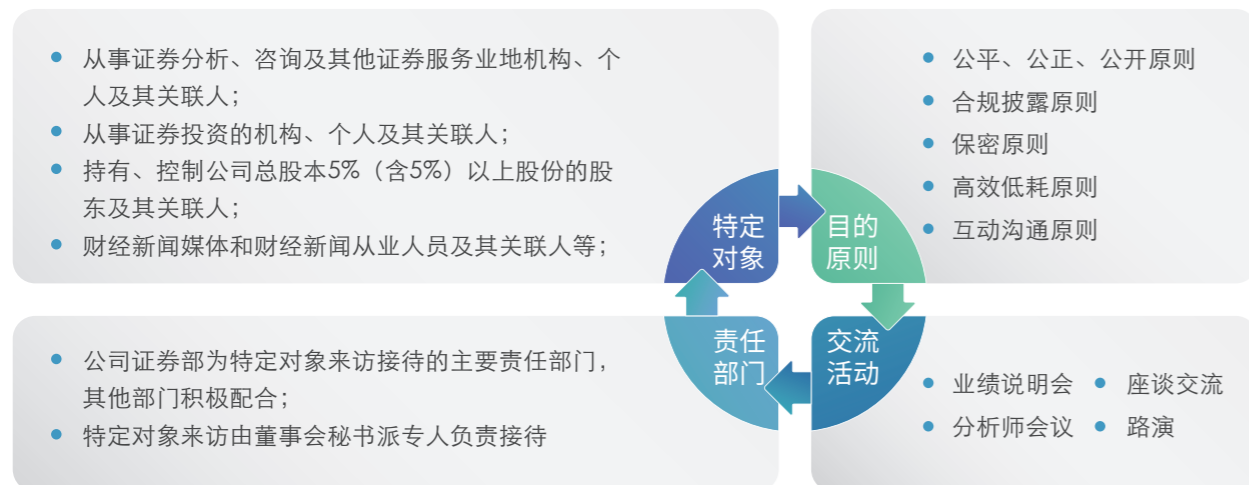 从事证券分析、咨询及其他证券服务业地机构、个
人及其关联人；
从事证券投资的机构、个人及其关联人；
持有、控制公司总股本5%（含5%）以上股份的股
东及其关联人；
财经新闻媒体和财经新闻从业人员及其关联人等；
特定
对象
公平、公正、公开原则
合规披露原则
保密原则
高效低耗原则
互动沟通原则
目的
原则
公司证券部为特定对象来访接待的主要责任部门，
其他部门积极配合；
特定对象来访由董事会秘书派专人负责接待
责任
部门
交流
活动
业绩说明会
座谈交流
分析师会议
路演